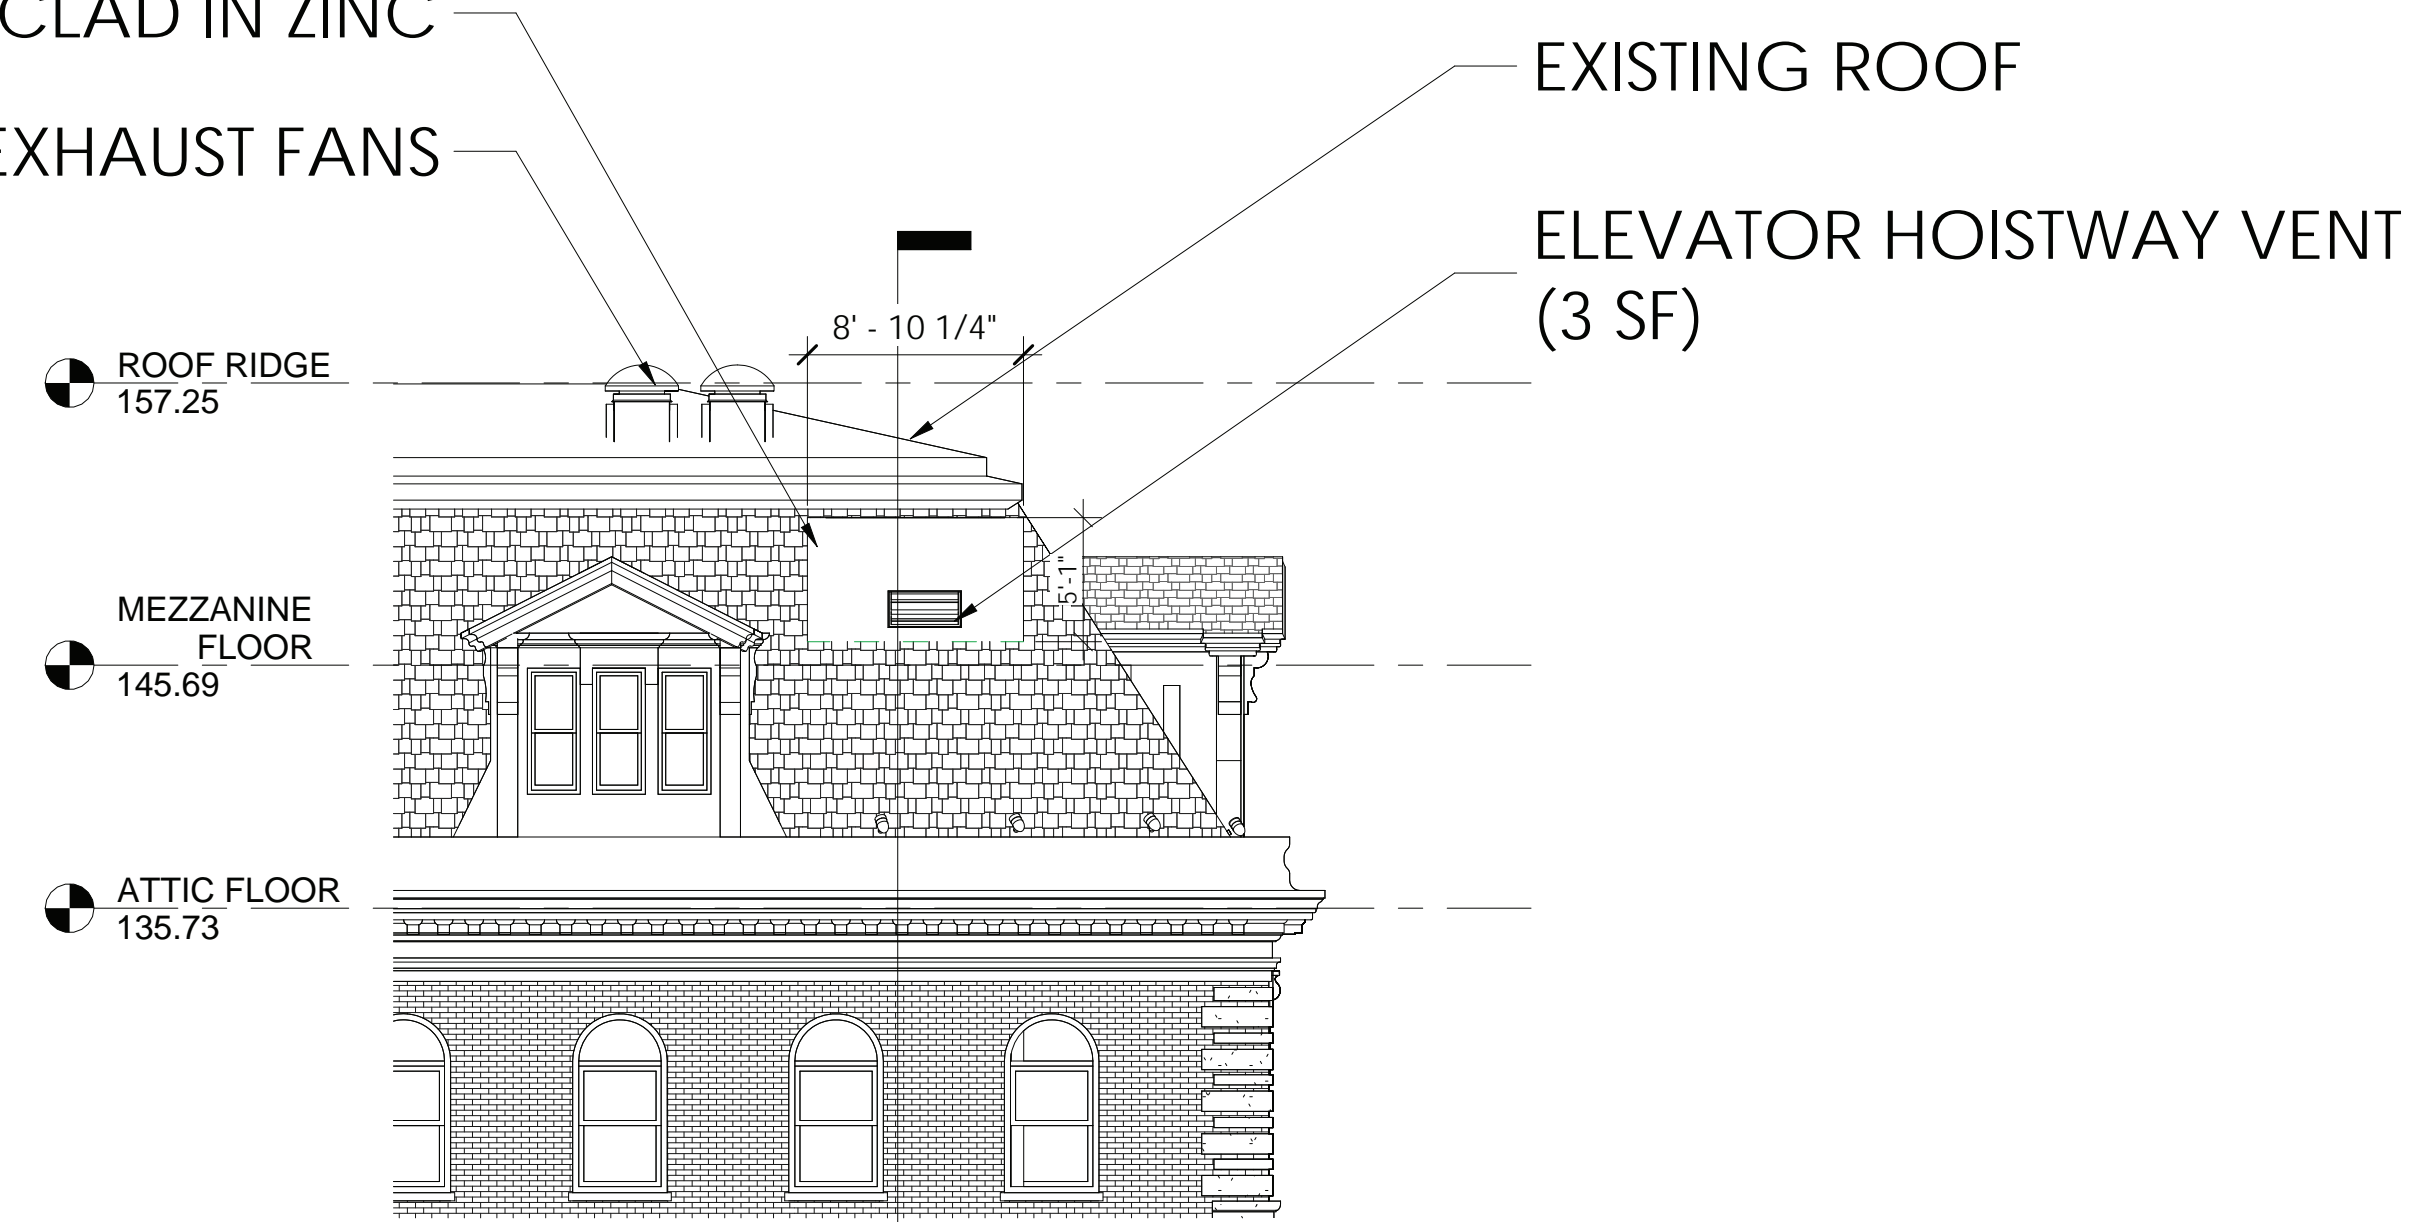 CLAD IN ZINC
EXHAUST FANS
EXISTING ROOF
ELEVATOR HOISTWAY VENT
(3 SF)
8' - 10 1/4"
5'-1"
ROOF RIDGE
157.25
MEZZANINE
FLOOR
145.69
ATTIC FLOOR
135.73